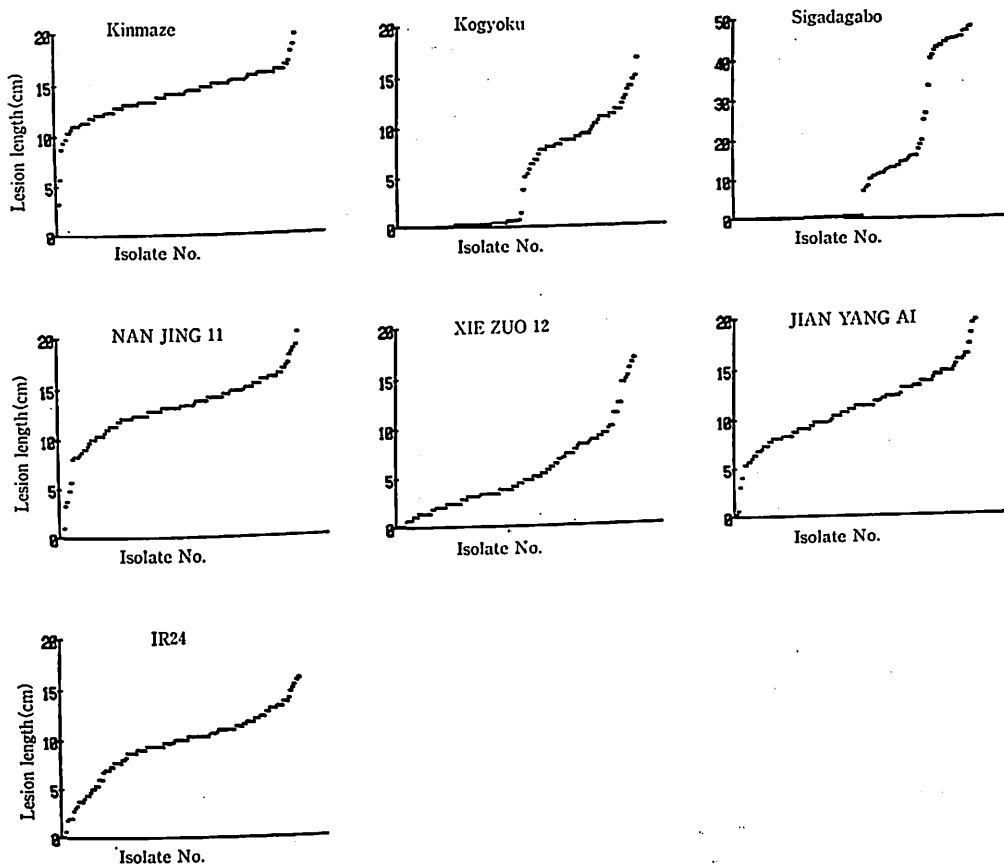 Kinmaze
20
15
10
5
0
Lesion length(cm)
Isolate No.
Kogyoku
20
15
10
5
0
Isolate No.
Sigadagabo
50
40
30
20
10
0
Isolate No.
NAN JING 11
20
15
10
5
0
Lesion length(cm)
Isolate No.
XIE ZUO 12
20
15
10
5
0
Isolate No.
JIAN YANG AI
20
15
10
5
0
Isolate No.
IR24
20
15
10
5
0
Lesion length(cm)
Isolate No.